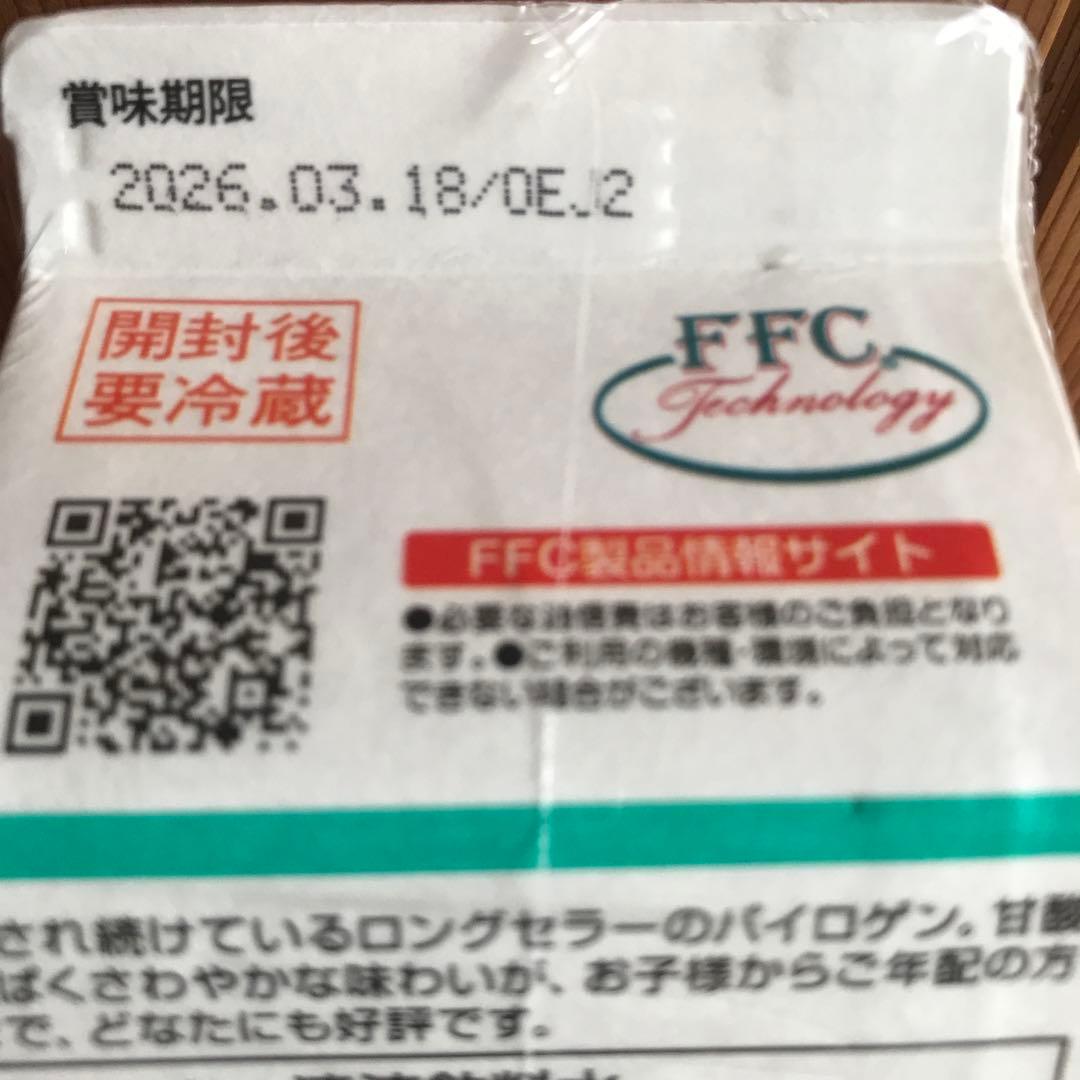 賞味期限
2026.03.18/0EJ2
開封後
要冷蔵
FFC
Technology
FFC製品情報サイト
●必要な通信費はお客様のご負担となり
ます。●ご利用の機種・環境によって対応
できない場合がございます。
され続けているロングセラーのパイロゲン。甘酸
ぱくさわやかな味わいが、お子様からご年配の方
で、どなたにも好評です。